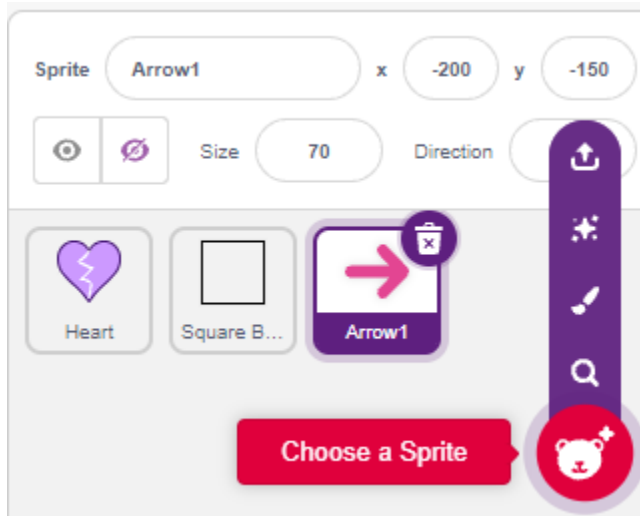 Sprite Arrow1 x -200 y -150
Size 70 Direction
Heart Square B... Arrow1
Choose a Sprite